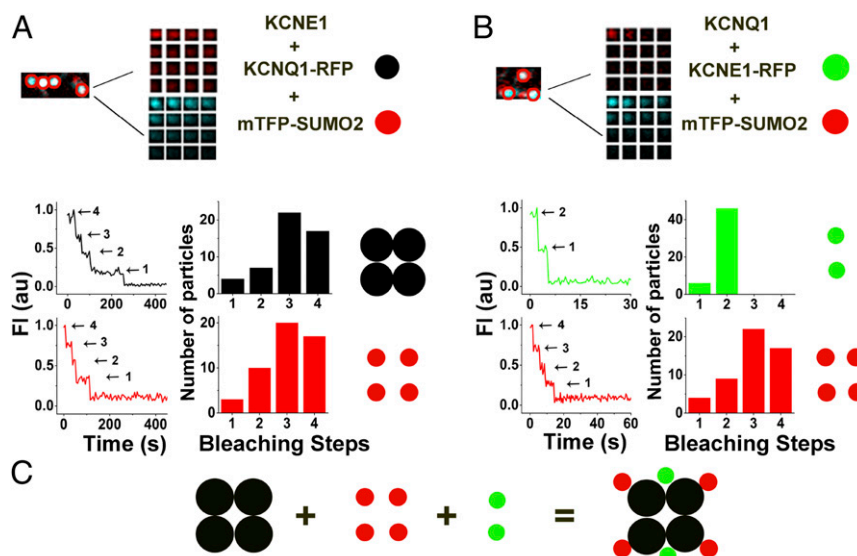 A
KCNE1
+
KCNQ1-RFP
+
mTFP-SUMO2
B
KCNQ1
+
KCNE1-RFP
+
mTFP-SUMO2
FI (au)
1.0
0.5
0.0
←4
←3
←2
←1
0 200 400
Number of particles
20
10
0
1 2 3 4
1.0
0.5
0.0
←2
←1
0 15 30
Number of particles
40
20
0
1 2 3 4
1.0
0.5
0.0
←4
←3
←2
←1
0 200 400
Time (s)
20
10
0
1 2 3 4
Bleaching Steps
FI (au)
1.0
0.5
0.0
←4
←3
←2
←1
0 20 40 60
Time (s)
20
10
0
1 2 3 4
Bleaching Steps
C
+ + =